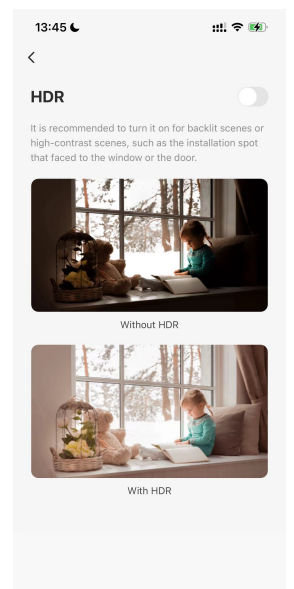 13:45
HDR
It is recommended to turn it on for backlit scenes or
high-contrast scenes, such as the installation spot
that faced to the window or the door.
Without HDR
With HDR